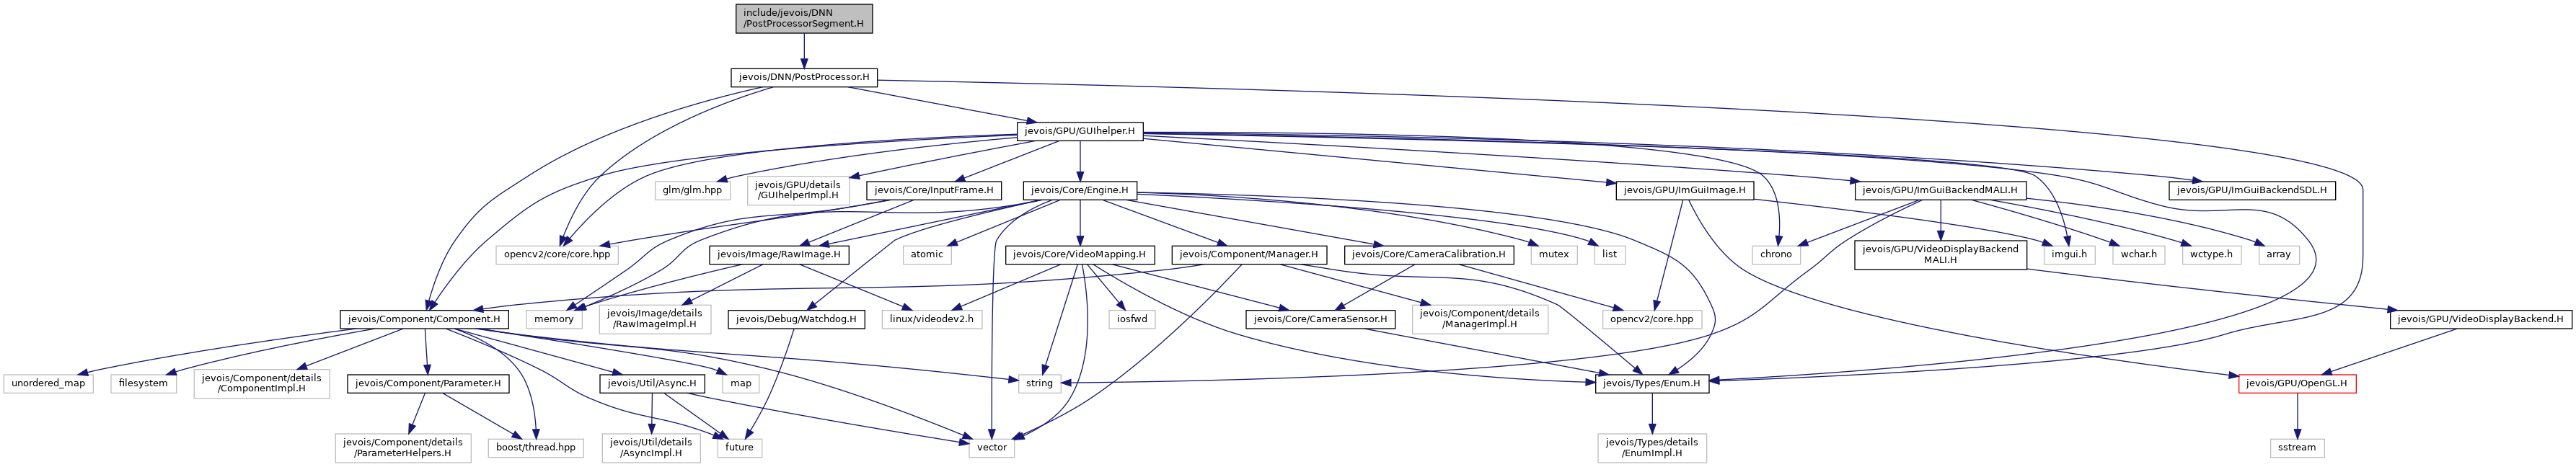 include/jevois/DNN
/PostProcessorSegment.H
jevois/DNN/PostProcessor.H
jevois/GPU/GUIhelper.H
glm/glm.hpp
jevois/GPU/details
/GUIhelperImpl.H
jevois/Core/InputFrame.H
jevois/Core/Engine.H
jevois/GPU/ImGuiImage.H
jevois/GPU/ImGuiBackendMALI.H
jevois/GPU/ImGuiBackendSDL.H
opencv2/core/core.hpp
jevois/Image/RawImage.H
atomic
jevois/Core/VideoMapping.H
jevois/Component/Manager.H
jevois/Core/CameraCalibration.H
mutex
list
chrono
jevois/GPU/VideoDisplayBackend
MALI.H
imgui.h
wchar.h
wctype.h
array
jevois/Component/Component.H
memory
jevois/Image/details
/RawImageImpl.H
jevois/Debug/Watchdog.H
linux/videodev2.h
iosfwd
jevois/Core/CameraSensor.H
jevois/Component/details
/ManagerImpl.H
opencv2/core.hpp
jevois/GPU/VideoDisplayBackend.H
unordered_map
filesystem
jevois/Component/details
/ComponentImpl.H
jevois/Component/Parameter.H
jevois/Util/Async.H
map
string
jevois/Types/Enum.H
jevois/GPU/OpenGL.H
jevois/Component/details
/ParameterHelpers.H
boost/thread.hpp
jevois/Util/details
/AsyncImpl.H
future
vector
jevois/Types/details
/EnumImpl.H
sstream